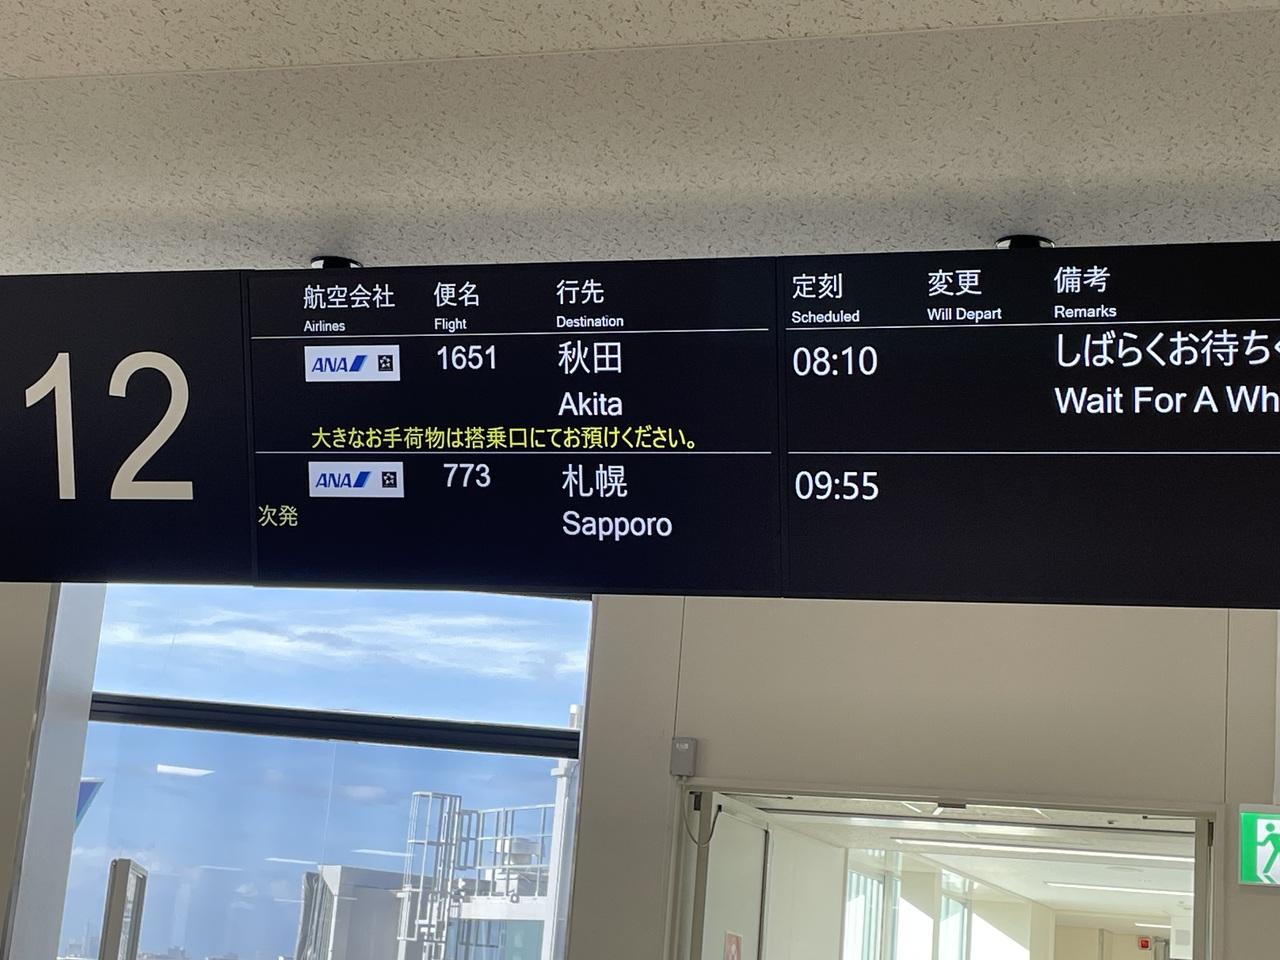 12
航空会社 便名 行先 定刻 変更 備考
Airlines Flight Destination Scheduled Will Depart Remarks
ANA 1651 秋田 08:10 しばらくお待ち
Akita Wait For A
大きなお手荷物は搭乗口にてお預けください。
ANA 773 札幌 09:55
次発 Sapporo